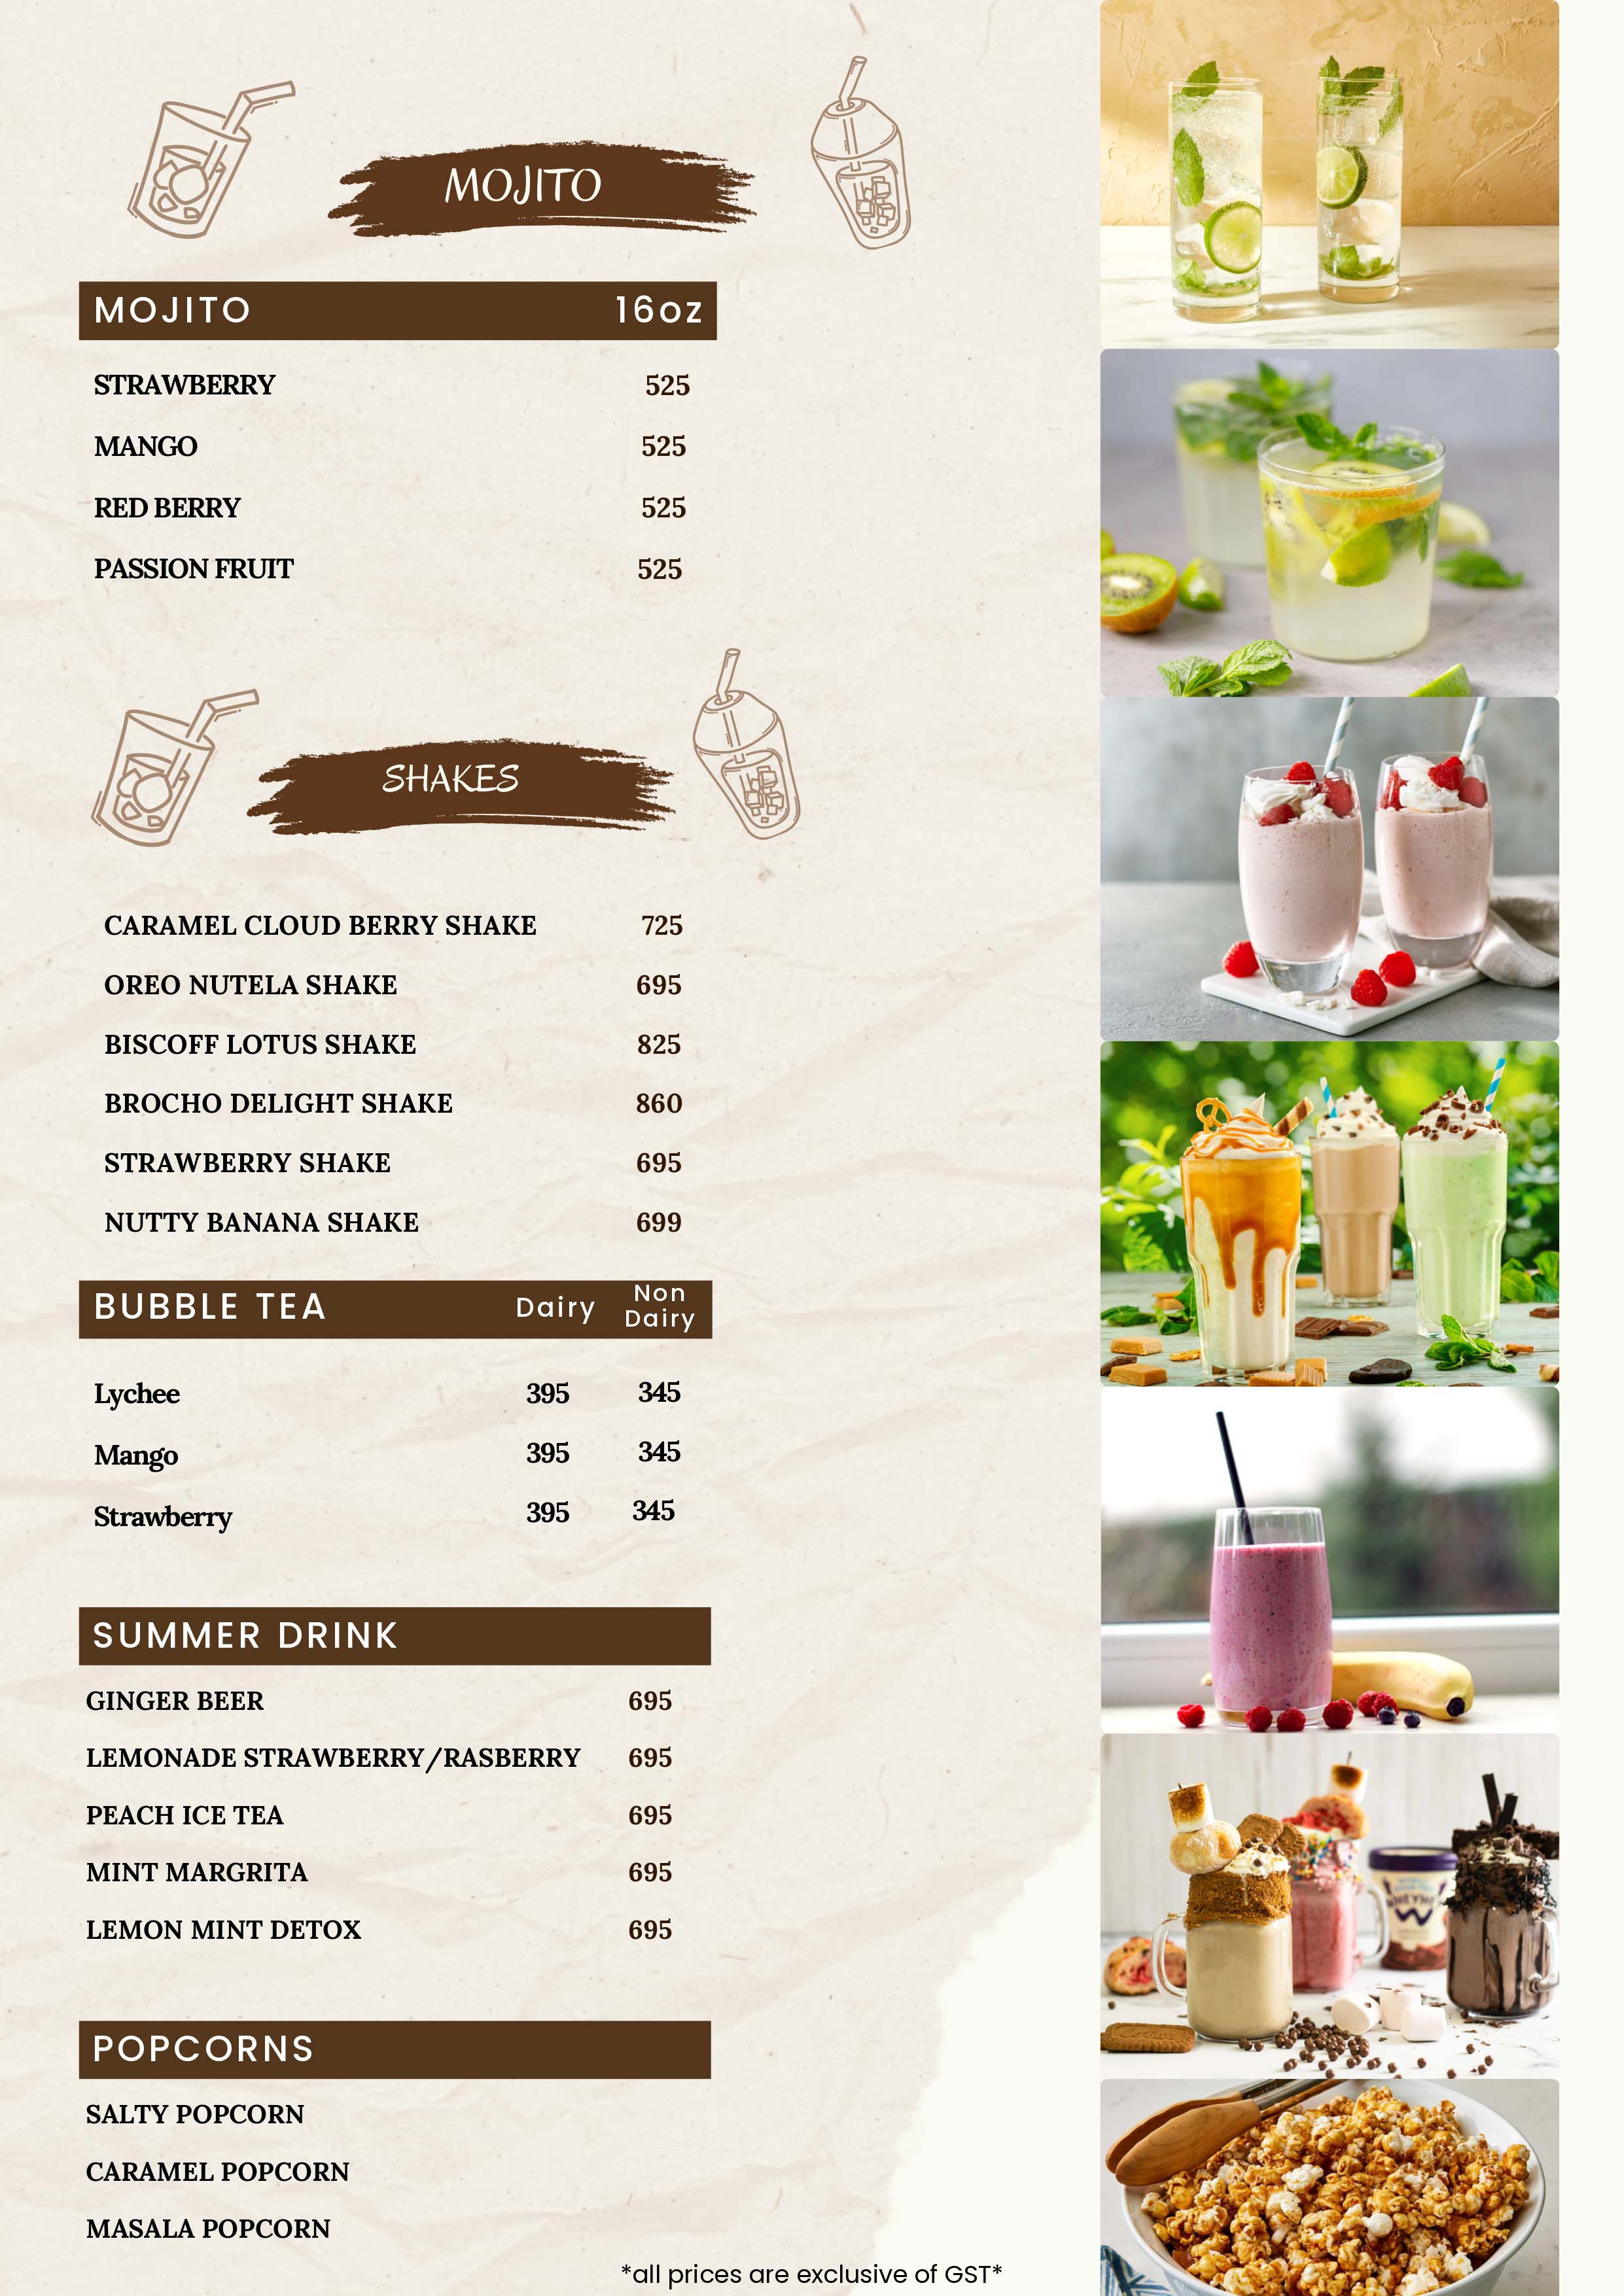 MOJITO
MOJITO 16oz
STRAWBERRY 525
MANGO 525
RED BERRY 525
PASSION FRUIT 525
SHAKES
CARAMEL CLOUD BERRY SHAKE 725
OREO NUTELA SHAKE 695
BISCOFF LOTUS SHAKE 825
BROCHO DELIGHT SHAKE 860
STRAWBERRY SHAKE 695
NUTTY BANANA SHAKE 699
BUBBLE TEA Dairy Non Dairy
Lychee 395 345
Mango 395 345
Strawberry 395 345
SUMMER DRINK
GINGER BEER 695
LEMONADE STRAWBERRY/RASBERRY 695
PEACH ICE TEA 695
MINT MARGRITA 695
LEMON MINT DETOX 695
POPCORNS
SALTY POPCORN
CARAMEL POPCORN
MASALA POPCORN
*all prices are exclusive of GST*